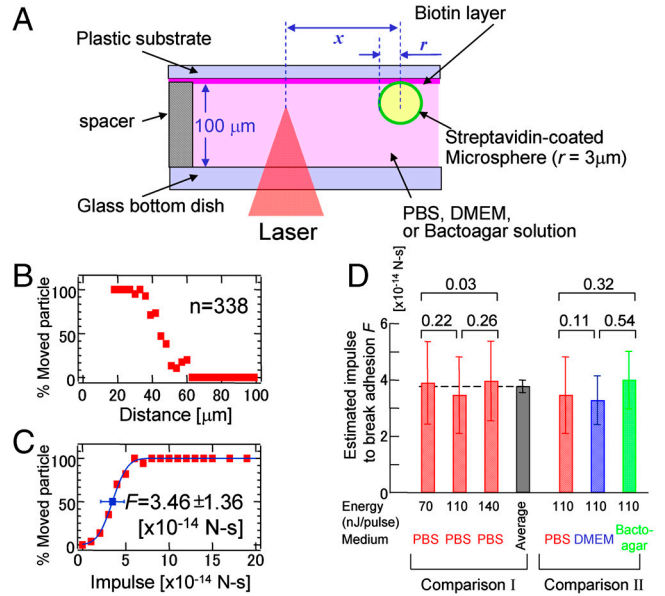 A
x
r
Biotin layer
Plastic substrate
spacer
100 μm
Streptavidin-coated
Microsphere (r = 3μm)
Glass bottom dish
Laser
PBS, DMEM,
or Bactoagar solution
B
% Moved particle
100
50
0
n=338
0 20 40 60 80 100
Distance [μm]
C
% Moved particle
100
50
0
F=3.46 ±1.36
[x10-14 N-s]
0 5 10 15 20
Impulse [x10-14 N-s]
D
[x10-14 N-s]
Estimated impulse
to break adhesion F
6
4
2
0
0.03
0.22 0.26
0.32
0.11 0.54
Energy
(nJ/pulse)
70 110 140
Average
110 110 110
Medium
PBS PBS PBS
PBS DMEM
Bacto-
agar
Comparison I
Comparison II